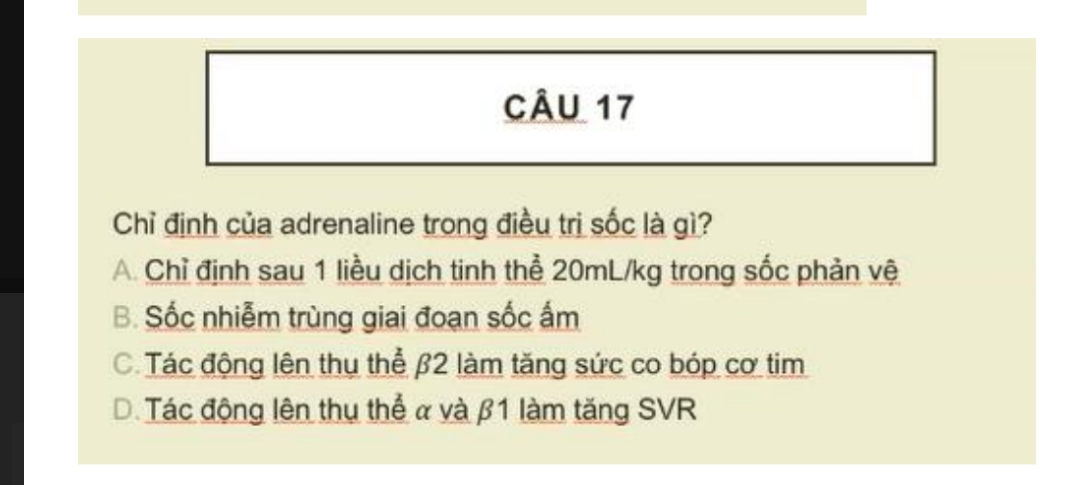 CÂU 17
Chỉ định của adrenaline trong điều trị sốc là gì?
A. Chỉ định sau 1 liều dịch tinh thể 20mL/kg trong sốc phản vệ
B. Sốc nhiễm trùng giai đoạn sốc ấm
C. Tác động lên thụ thể β2 làm tăng sức co bóp cơ tim
D. Tác động lên thụ thể α và β1 làm tăng SVR